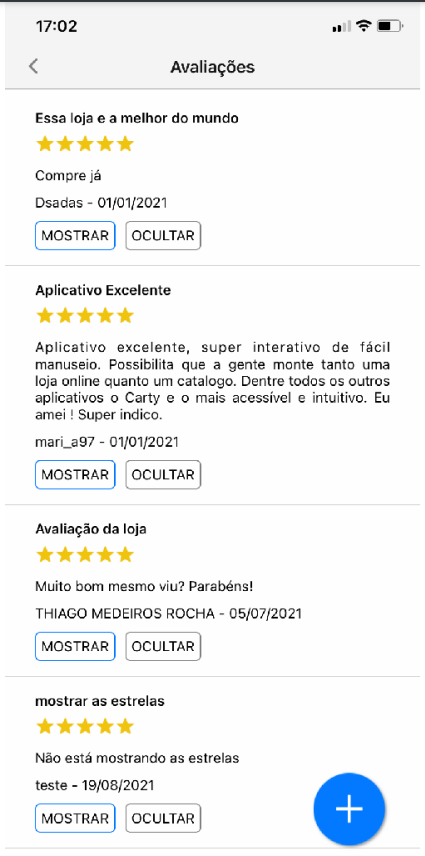 17:02
Avaliações
Essa loja e a melhor do mundo
Compre já
Dsadas - 01/01/2021
MOSTRAR OCULTAR
Aplicativo Excelente
Aplicativo excelente, super interativo de fácil
manuseio. Possibilita que a gente monte tanto uma
loja online quanto um catalogo. Dentre todos os outros
aplicativos o Carty e o mais acessível e intuitivo. Eu
amei ! Super indico.
mari_a97 - 01/01/2021
MOSTRAR OCULTAR
Avaliação da loja
Muito bom mesmo viu? Parabéns!
THIAGO MEDEIROS ROCHA - 05/07/2021
MOSTRAR OCULTAR
mostrar as estrelas
Não está mostrando as estrelas
teste - 19/08/2021
MOSTRAR OCULTAR